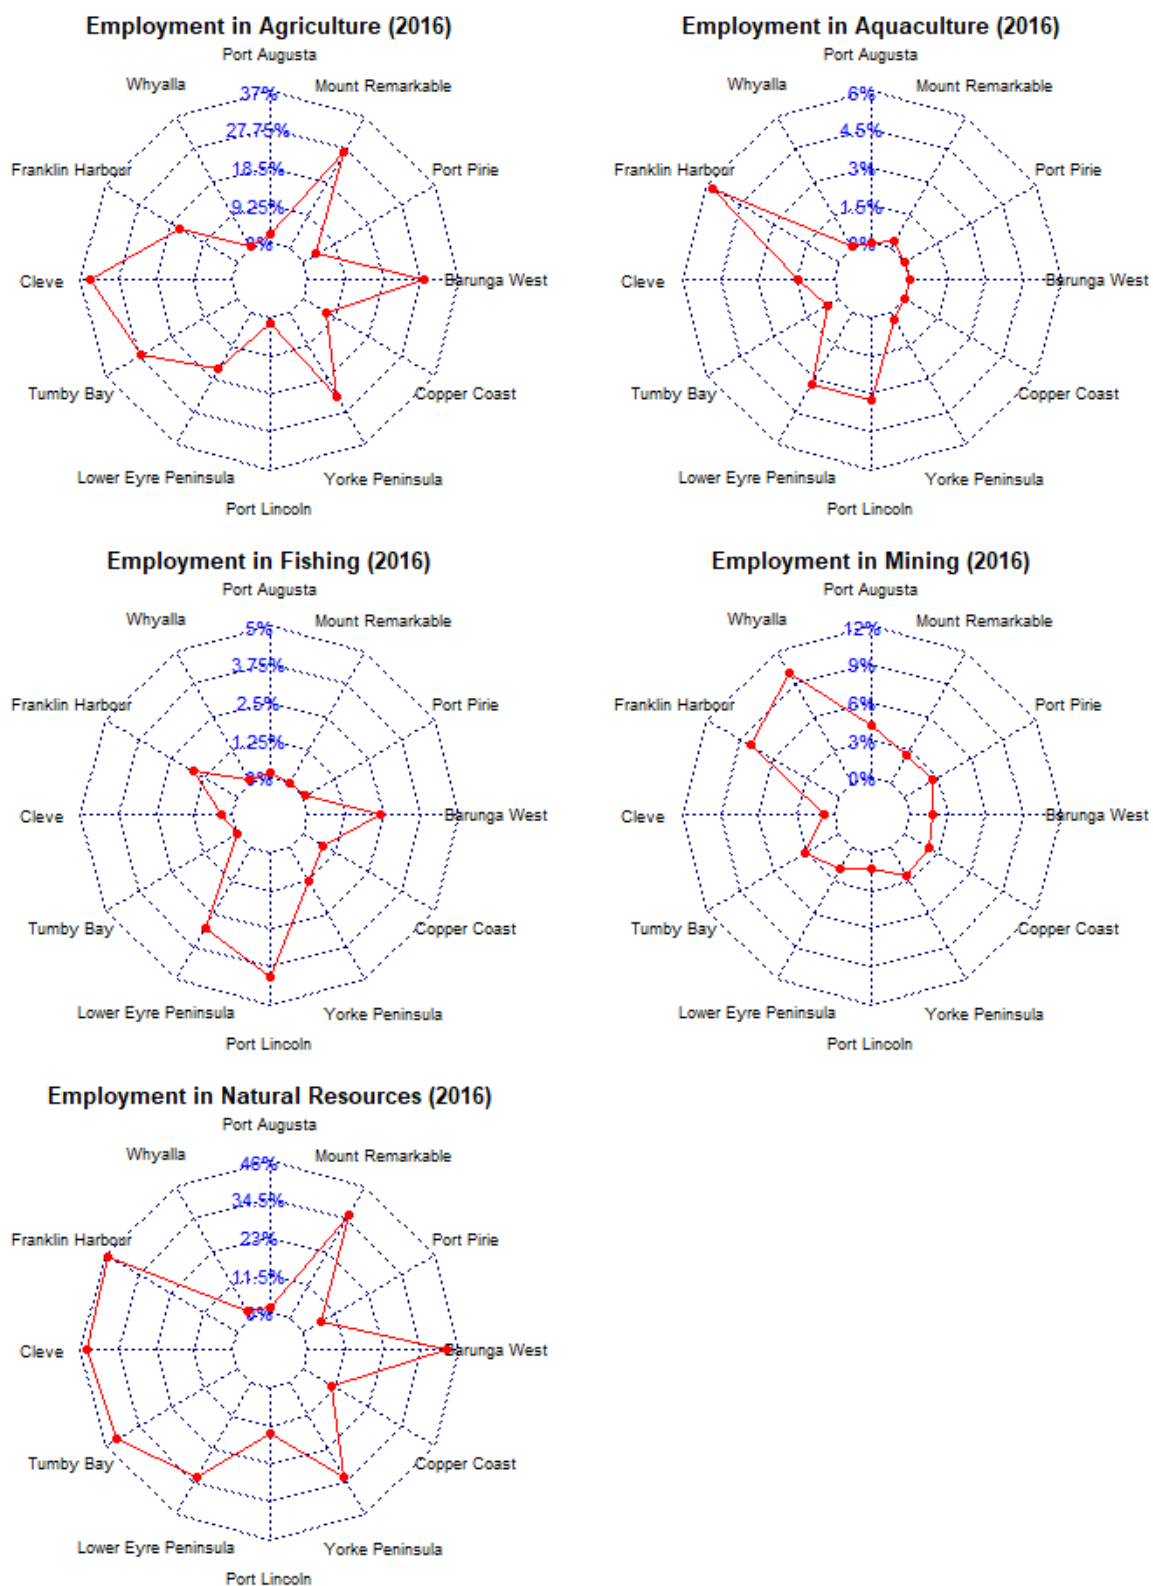 Employment in Agriculture (2016)
Port Augusta
Whyalla
Mount Remarkable
37%
27.75%
18.5%
9.25%
0%
Franklin Harbour
Port Pirie
Cleve
Barunga West
Tumby Bay
Copper Coast
Lower Eyre Peninsula
Yorke Peninsula
Port Lincoln
Employment in Aquaculture (2016)
Port Augusta
Whyalla
Mount Remarkable
6%
4.5%
3%
1.5%
0%
Franklin Harbour
Port Pirie
Cleve
Barunga West
Tumby Bay
Copper Coast
Lower Eyre Peninsula
Yorke Peninsula
Port Lincoln
Employment in Fishing (2016)
Port Augusta
Whyalla
Mount Remarkable
5%
3.75%
2.5%
1.25%
0%
Franklin Harbour
Port Pirie
Cleve
Barunga West
Tumby Bay
Copper Coast
Lower Eyre Peninsula
Yorke Peninsula
Port Lincoln
Employment in Mining (2016)
Port Augusta
Whyalla
Mount Remarkable
12%
9%
6%
3%
0%
Franklin Harbour
Port Pirie
Cleve
Barunga West
Tumby Bay
Copper Coast
Lower Eyre Peninsula
Yorke Peninsula
Port Lincoln
Employment in Natural Resources (2016)
Port Augusta
Whyalla
Mount Remarkable
46%
34.5%
23%
11.5%
0%
Franklin Harbour
Port Pirie
Cleve
Barunga West
Tumby Bay
Copper Coast
Lower Eyre Peninsula
Yorke Peninsula
Port Lincoln